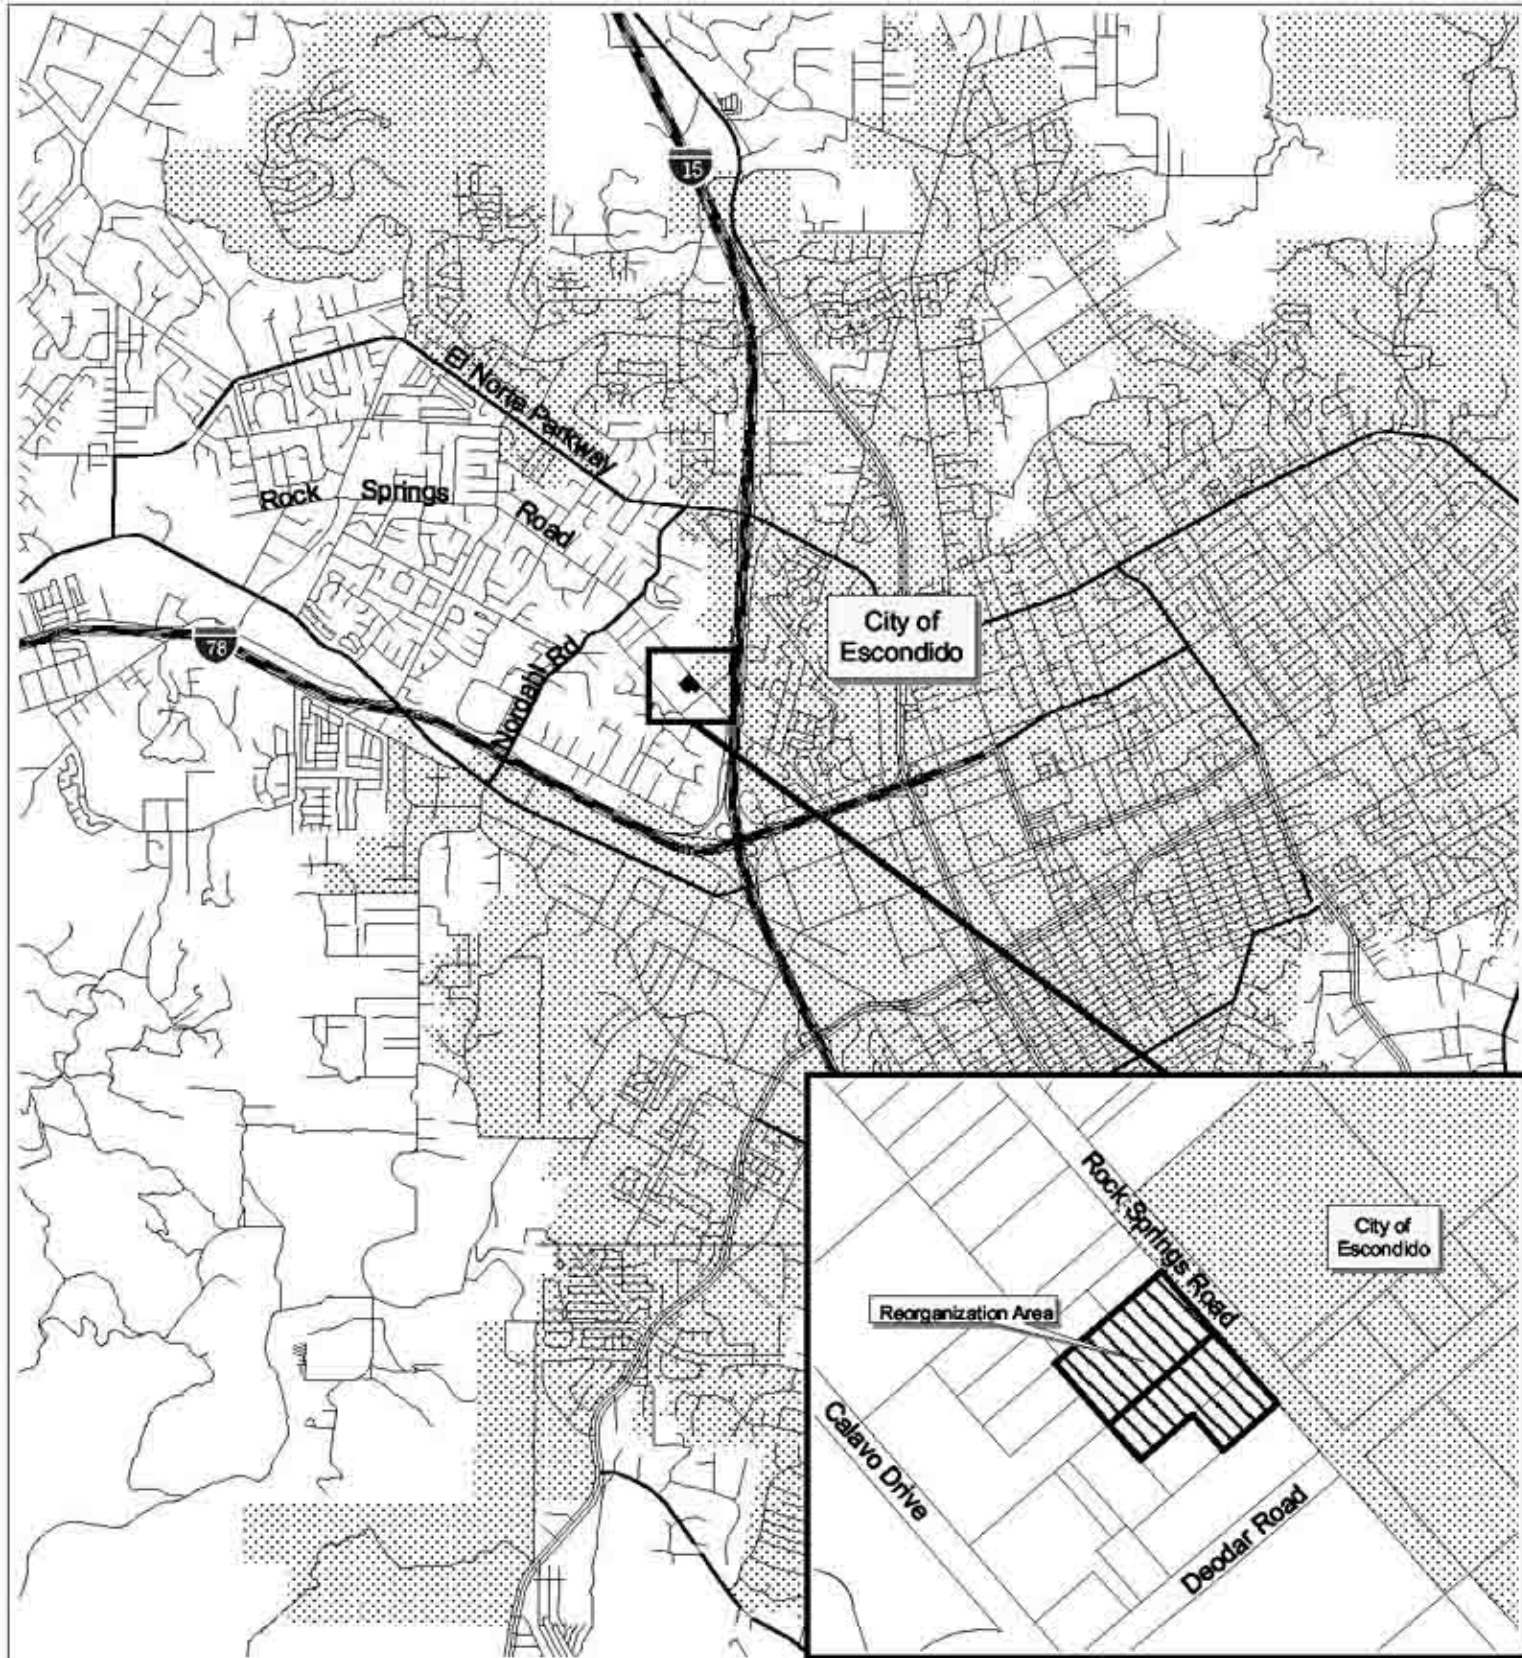 15
El Norte Parkway
Rock Springs Road
City of
Escondido
78
Nordahl Rd
Rock Springs Road
City of
Escondido
Reorganization Area
Calavo Drive
Deodar Road